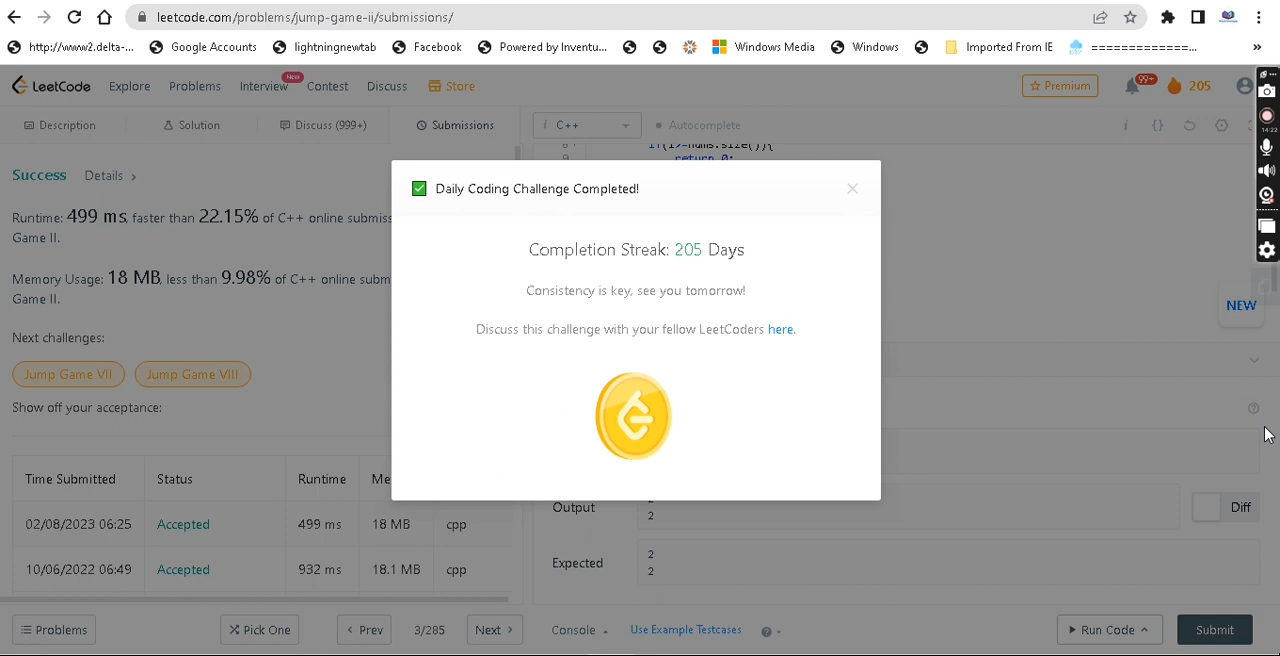 leetcode.com/problems/jump-game-ii/submissions/
http://www2.delta-... Google Accounts lightningnewtab Facebook Powered by Inventu... Windows Media Windows Imported From IE =============... »
LeetCode Explore Problems Interview New Contest Discuss Store Premium 99+ 205
Description Solution Discuss (999+) Submissions i C++ Autocomplete
14:22
if(i>=nums.size()){
return 0;
Success Details >
Runtime: 499 ms, faster than 22.15% of C++ online submis
Game II.
Memory Usage: 18 MB, less than 9.98% of C++ online subm
Game II.
Next challenges:
Jump Game VII Jump Game VIII
Show off your acceptance:
Time Submitted Status Runtime Me
02/08/2023 06:25 Accepted 499 ms 18 MB cpp
10/06/2022 06:49 Accepted 932 ms 18.1 MB cpp
Daily Coding Challenge Completed!
Completion Streak: 205 Days
Consistency is key, see you tomorrow!
Discuss this challenge with your fellow LeetCoders here.
NEW
Output
2
Diff
Expected
2
2
Problems Pick One < Prev 3/285 Next > Console Use Example Testcases Run Code Submit